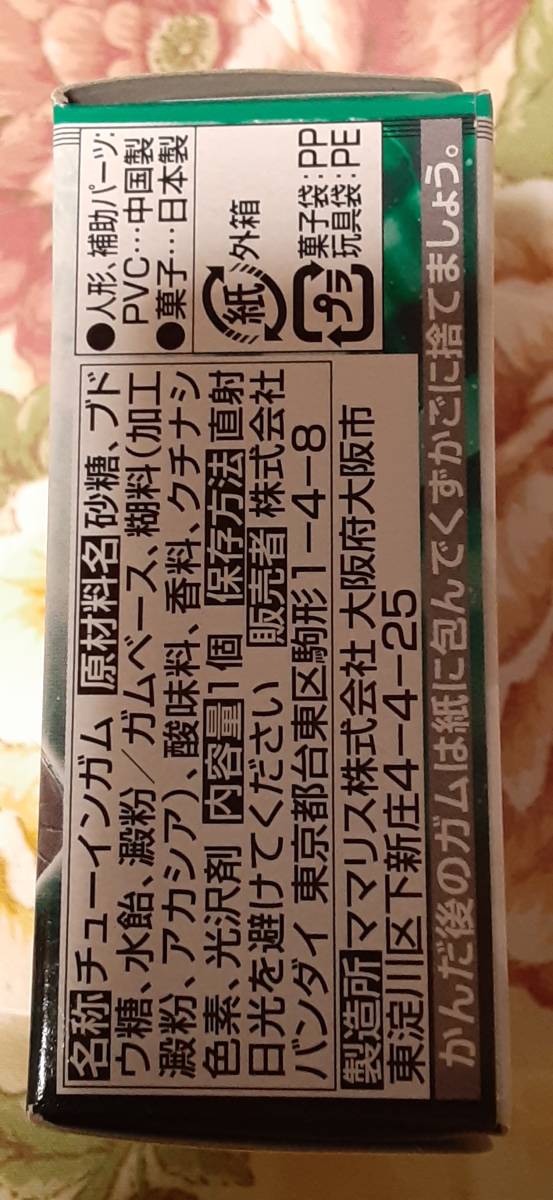 名称 チューインガム 原材料名 砂糖、ブド
ウ糖、水飴、澱粉／ガムベース、糊料(加工
澱粉、アカシア)、酸味料、香料、クチナシ
色素、光沢剤 内容量 1個 保存方法 直射
日光を避けてください 販売者 株式会社
バンダイ 東京都台東区駒形1-4-8
製造所 ママリス株式会社 大阪府大阪市
東淀川区下新庄4-4-25
●人形、補助パーツ:
PVC…中国製
●菓子…日本製
紙 外箱
プラ
菓子袋:PP
玩具袋:PE
かんだ後のガムは紙に包んでくずかごに捨てましょう。